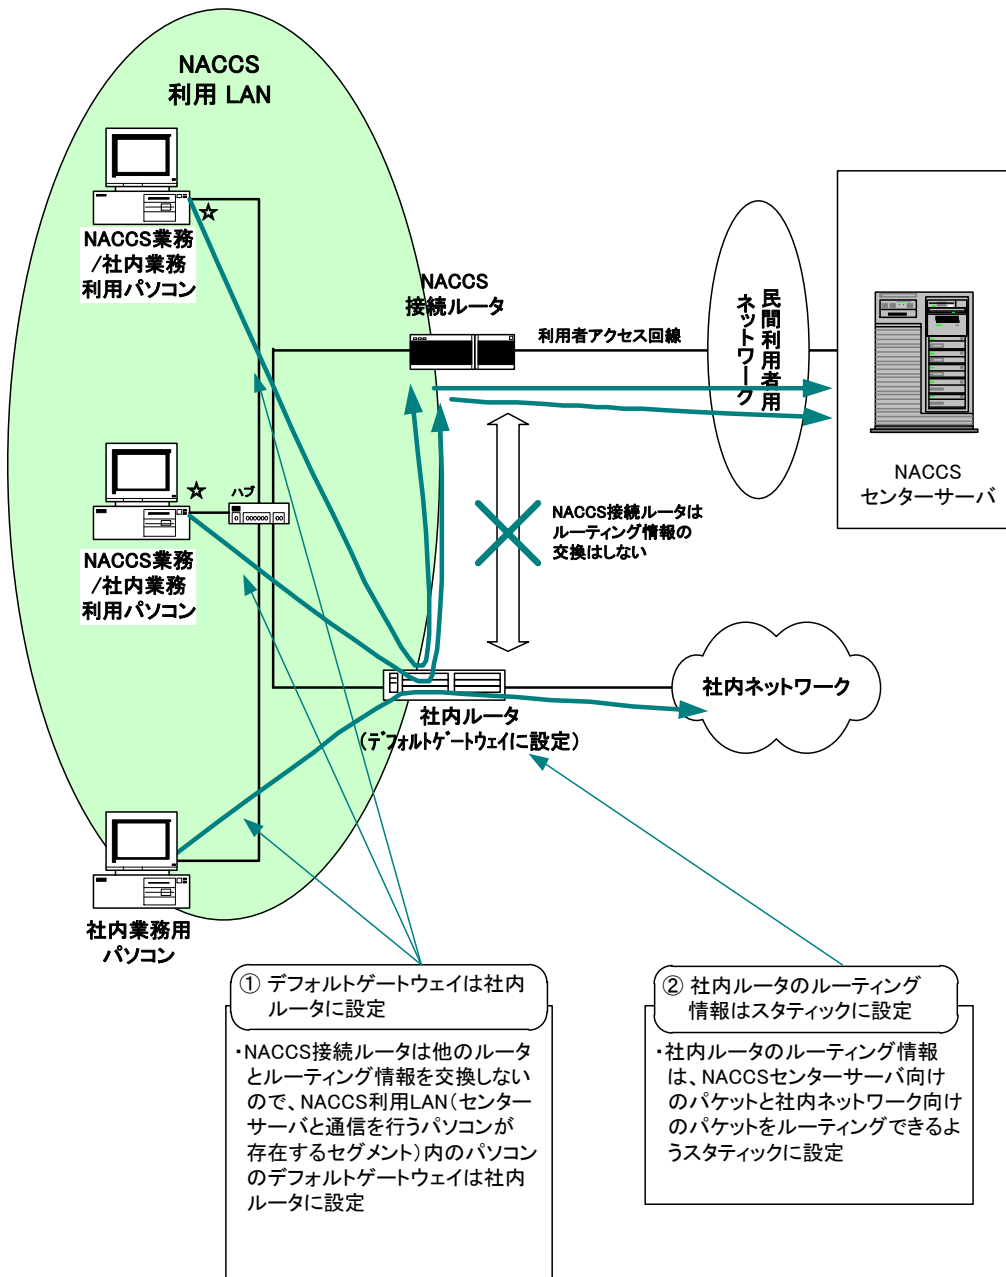 NACCS
利用 LAN
☆
NACCS業務
/社内業務
利用パソコン
NACCS
接続ルータ
利用者アクセス回線
民間利用者用
ネットワーク
NACCS
センターサーバ
☆
ハブ
NACCS業務
/社内業務
利用パソコン
NACCS接続ルータは
ルーティング情報の
交換はしない
社内ネットワーク
社内ルータ
(デフォルトゲートウェイに設定)
社内業務用
パソコン
① デフォルトゲートウェイは社内
ルータに設定
・NACCS接続ルータは他のルータ
とルーティング情報を交換しない
ので、NACCS利用LAN(センター
サーバと通信を行うパソコンが
存在するセグメント)内のパソコン
のデフォルトゲートウェイは社内
ルータに設定
② 社内ルータのルーティング
情報はスタティックに設定
・社内ルータのルーティング情報
は、NACCSセンターサーバ向け
のパケットと社内ネットワーク向け
のパケットをルーティングできるよ
うスタティックに設定